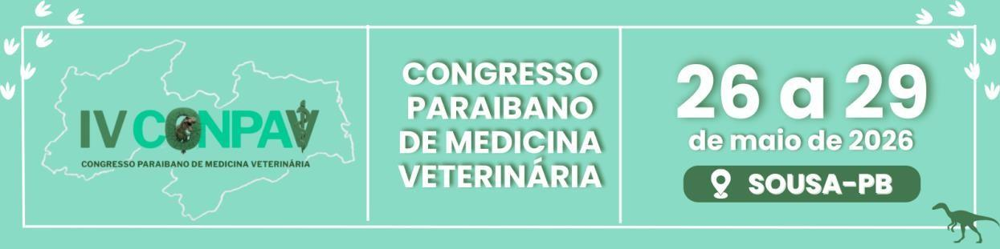 IV CONPAV
CONGRESSO PARAIBANO DE MEDICINA VETERINÁRIA
CONGRESSO
PARAIBANO
DE MEDICINA
VETERINÁRIA
26 a 29
de maio de 2026
SOUSA-PB